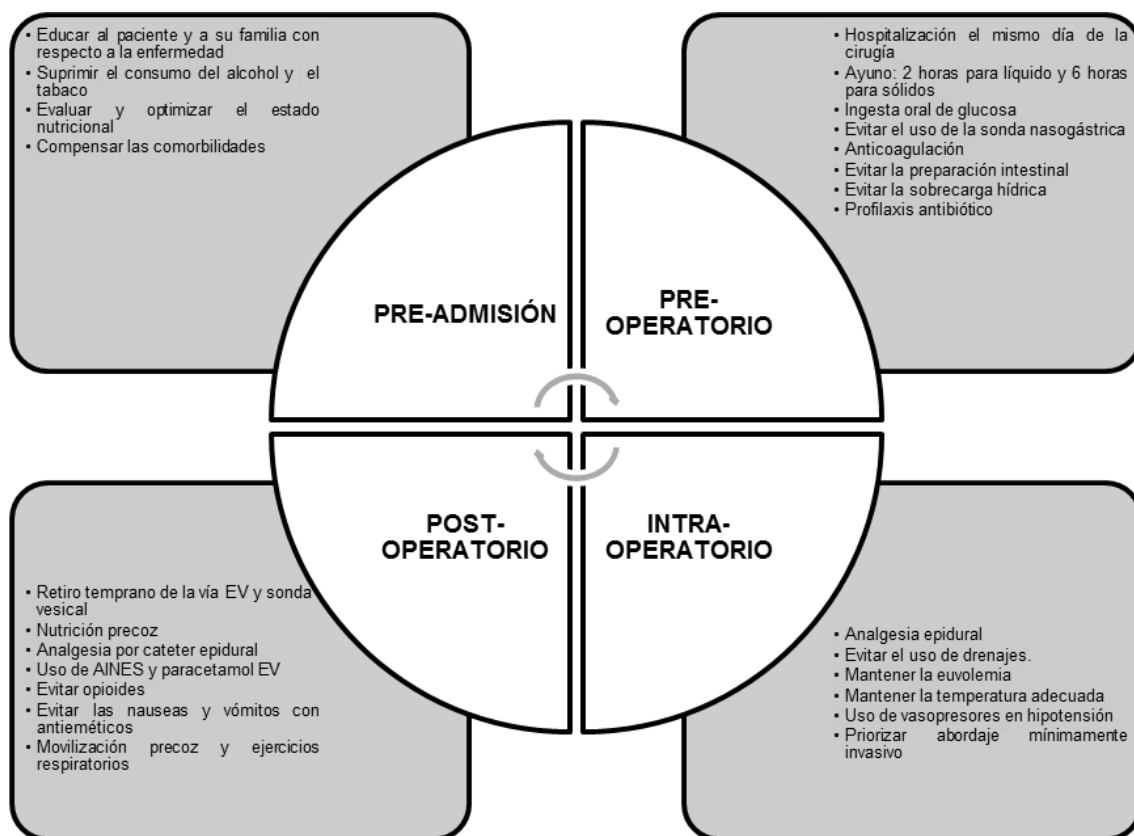 • Educar al paciente y a su familia con
respecto a la enfermedad
• Suprimir el consumo del alcohol y el
tabaco
• Evaluar y optimizar el estado
nutricional
• Compensar las comorbilidades
• Hospitalización el mismo día de la
cirugía
• Ayuno: 2 horas para líquido y 6 horas
para sólidos
• Ingesta oral de glucosa
• Evitar el uso de la sonda nasogástrica
• Anticoagulación
• Evitar la preparación intestinal
• Evitar la sobrecarga hídrica
• Profilaxis antibiótico
PRE-ADMISIÓN
PRE-
OPERATORIO
POST-
OPERATORIO
INTRA-
OPERATORIO
• Retiro temprano de la vía EV y sonda
vesical
• Nutrición precoz
• Analgesia por cateter epidural
• Uso de AINES y paracetamol EV
• Evitar opioides
• Evitar las nauseas y vómitos con
antieméticos
• Movilización precoz y ejercicios
respiratorios
• Analgesia epidural
• Evitar el uso de drenajes.
• Mantener la euvolemia
• Mantener la temperatura adecuada
• Uso de vasopresores en hipotensión
• Priorizar abordaje mínimamente
invasivo